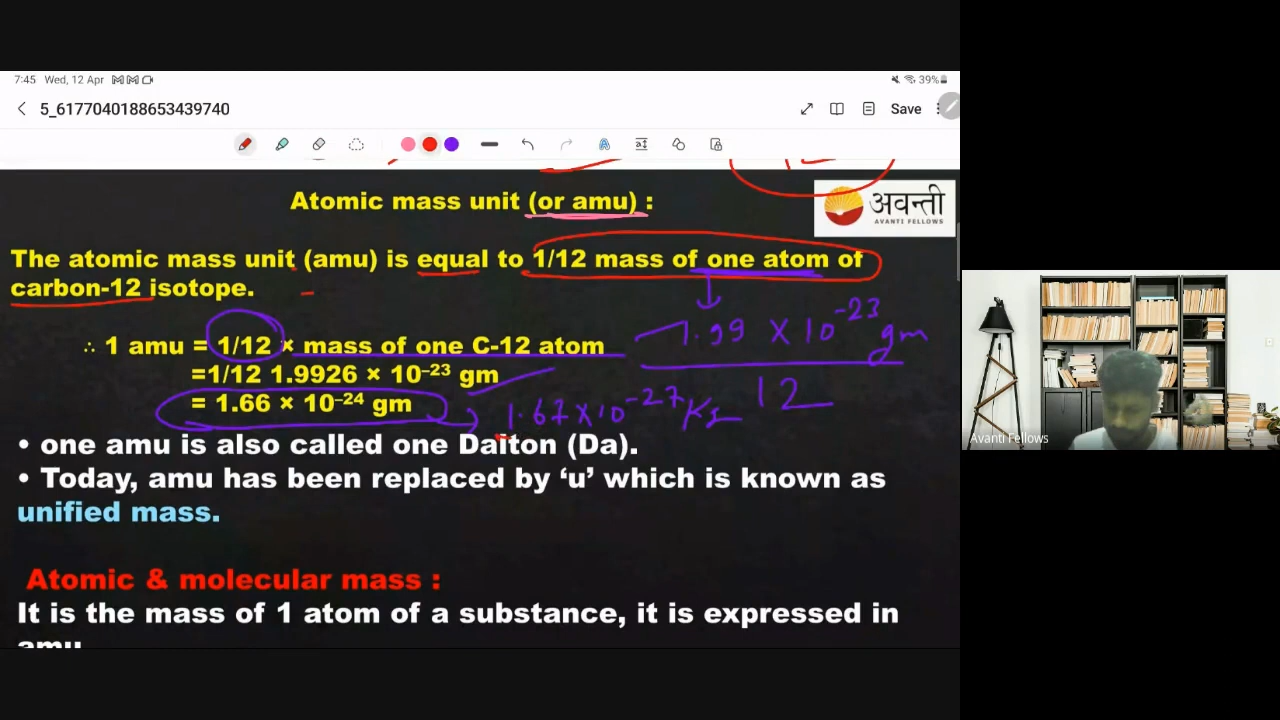 7:45 Wed, 12 Apr
39%
5_6177040188653439740
Save
Atomic mass unit (or amu) :
अवन्ती
AVANTI FELLOWS
The atomic mass unit (amu) is equal to 1/12 mass of one atom of
carbon-12 isotope.
∴ 1 amu = 1/12 × mass of one C-12 atom
1.99 × 10⁻²³ gm
=1/12 1.9926 × 10⁻²³ gm
12
= 1.66 × 10⁻²⁴ gm
1.67×10⁻²⁷ Kg
• one amu is also called one Dalton (Da).
• Today, amu has been replaced by ‘u’ which is known as
unified mass.
Atomic & molecular mass :
It is the mass of 1 atom of a substance, it is expressed in
amu
Avanti Fellows